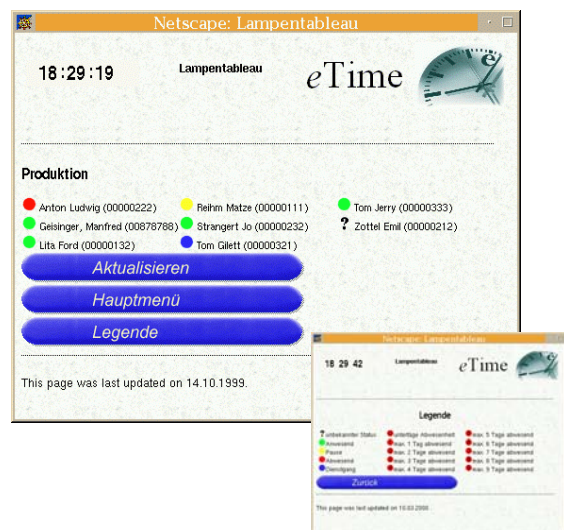 Netscape: Lampentableau
18:29:19
Lampentableau
eTime
e
Produktion
Anton Ludwig (00000222) Reihm Matze (00000111) Tom Jerry (00000333)
Geisinger, Manfred (00878788) Strangert Jo (00000232) ? Zottel Emil (00000212)
Lita Ford (00000132) Tom Gilett (00000321)
Aktualisieren
Hauptmenü
Legende
This page was last updated on 14.10.1999.
Netscape: Lampentableau
18 29 42
Lampentableau
eTime
Legende
? unbekannter Status untertägige Abwesenheit max. 5 Tage abwesend
Anwesend max. 1 Tag abwesend max. 6 Tage abwesend
Pause max. 2 Tage abwesend max. 7 Tage abwesend
Abwesend max. 3 Tage abwesend max. 8 Tage abwesend
Dienstgang max. 4 Tage abwesend max. 9 Tage abwesend
Zurück
This page was last updated on 10.03.2000.